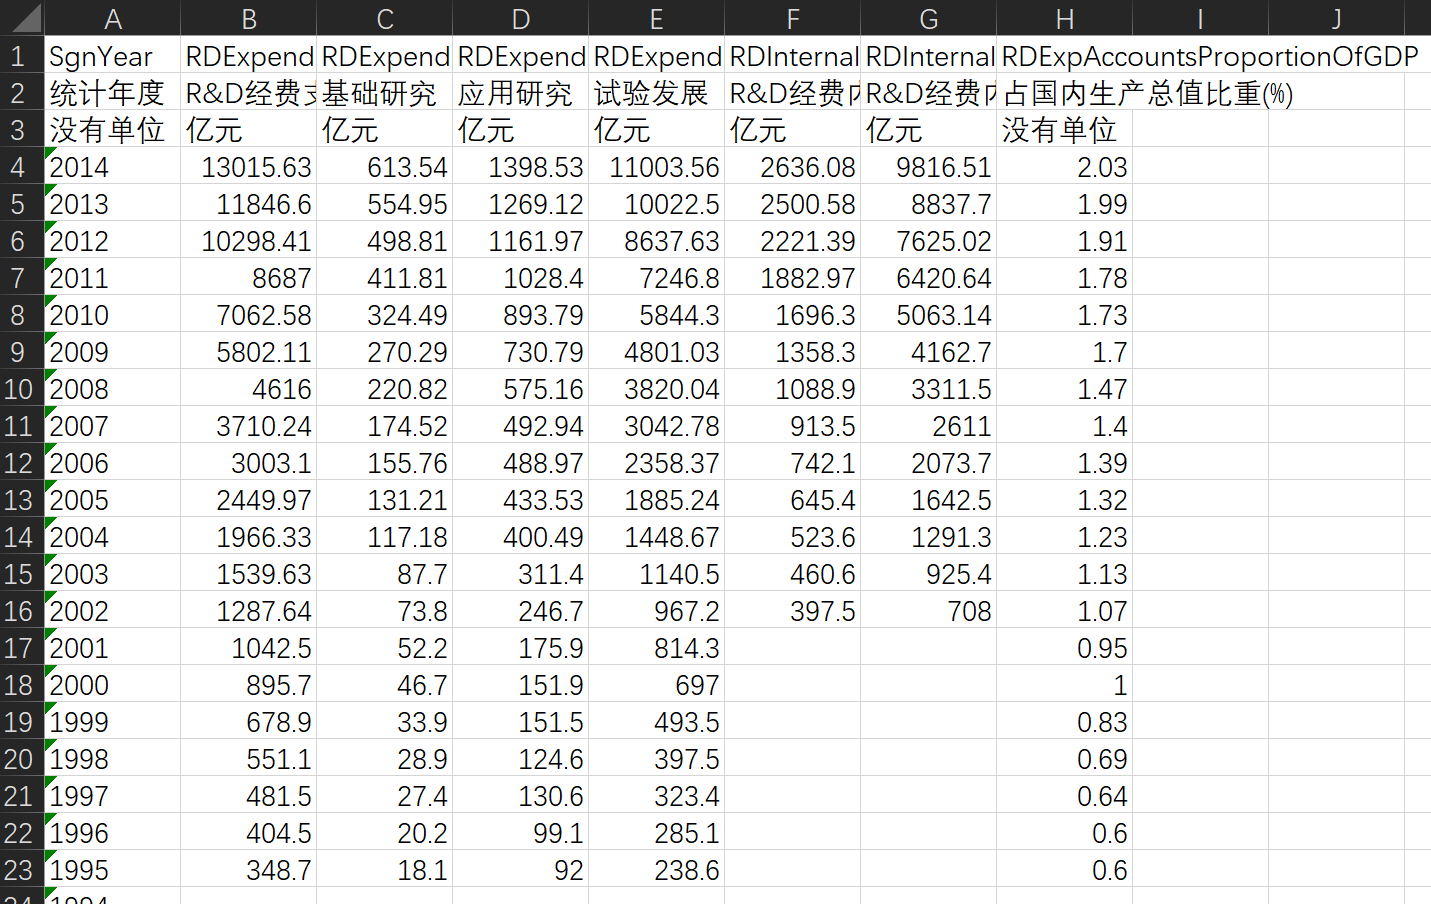 A B C D E F G H I J
1 SgnYear RDExpend RDExpend RDExpend RDExpend RDInternal RDInternal RDExpAccountsProportionOfGDP
2 统计年度 R&D经费支 基础研究 应用研究 试验发展 R&D经费内 R&D经费内 占国内生产总值比重(%)
3 没有单位 亿元 亿元 亿元 亿元 亿元 亿元 没有单位
4 2014 13015.63 613.54 1398.53 11003.56 2636.08 9816.51 2.03
5 2013 11846.6 554.95 1269.12 10022.5 2500.58 8837.7 1.99
6 2012 10298.41 498.81 1161.97 8637.63 2221.39 7625.02 1.91
7 2011 8687 411.81 1028.4 7246.8 1882.97 6420.64 1.78
8 2010 7062.58 324.49 893.79 5844.3 1696.3 5063.14 1.73
9 2009 5802.11 270.29 730.79 4801.03 1358.3 4162.7 1.7
10 2008 4616 220.82 575.16 3820.04 1088.9 3311.5 1.47
11 2007 3710.24 174.52 492.94 3042.78 913.5 2611 1.4
12 2006 3003.1 155.76 488.97 2358.37 742.1 2073.7 1.39
13 2005 2449.97 131.21 433.53 1885.24 645.4 1642.5 1.32
14 2004 1966.33 117.18 400.49 1448.67 523.6 1291.3 1.23
15 2003 1539.63 87.7 311.4 1140.5 460.6 925.4 1.13
16 2002 1287.64 73.8 246.7 967.2 397.5 708 1.07
17 2001 1042.5 52.2 175.9 814.3 0.95
18 2000 895.7 46.7 151.9 697 1
19 1999 678.9 33.9 151.5 493.5 0.83
20 1998 551.1 28.9 124.6 397.5 0.69
21 1997 481.5 27.4 130.6 323.4 0.64
22 1996 404.5 20.2 99.1 285.1 0.6
23 1995 348.7 18.1 92 238.6 0.6
24 1994